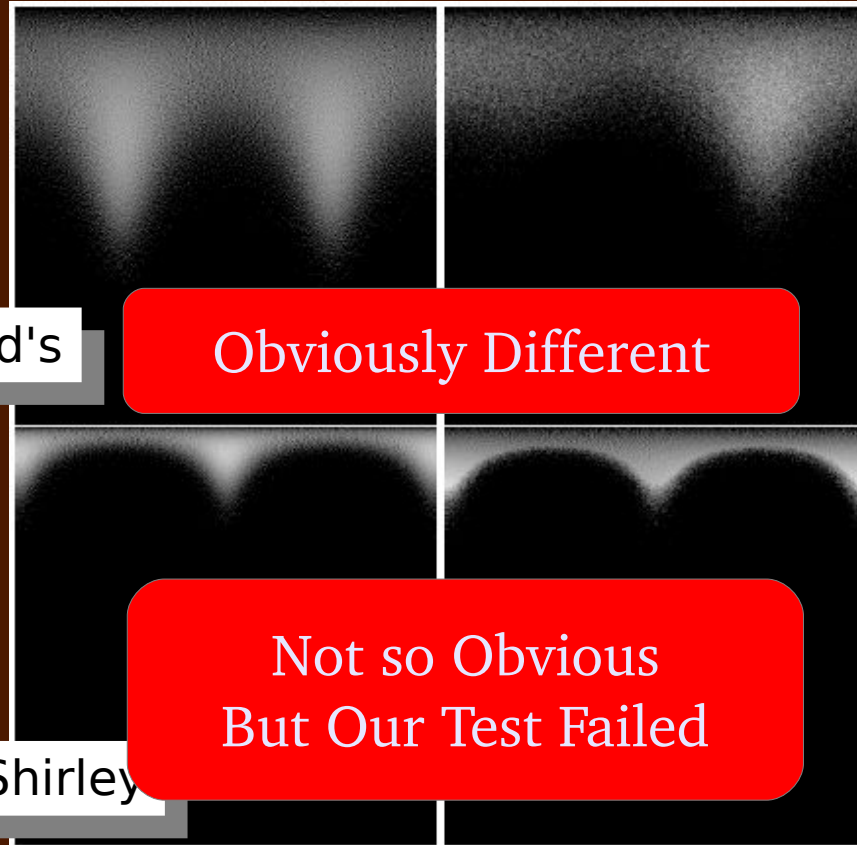 d's
Obviously Different
Not so Obvious
But Our Test Failed
Shirley